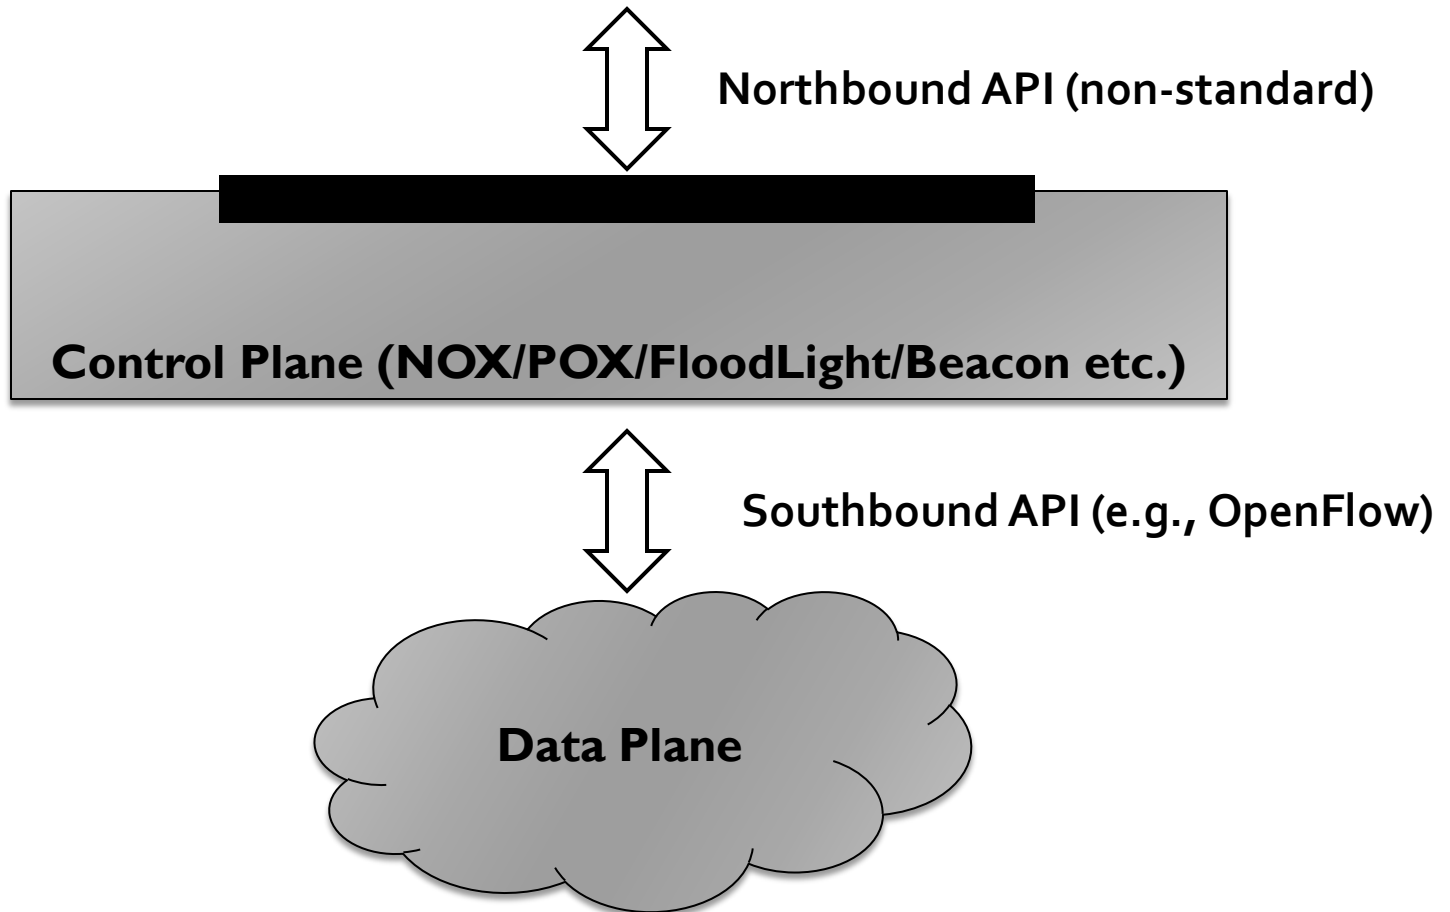 Northbound API (non-standard)
Control Plane (NOX/POX/FloodLight/Beacon etc.)
Southbound API (e.g., OpenFlow)
Data Plane